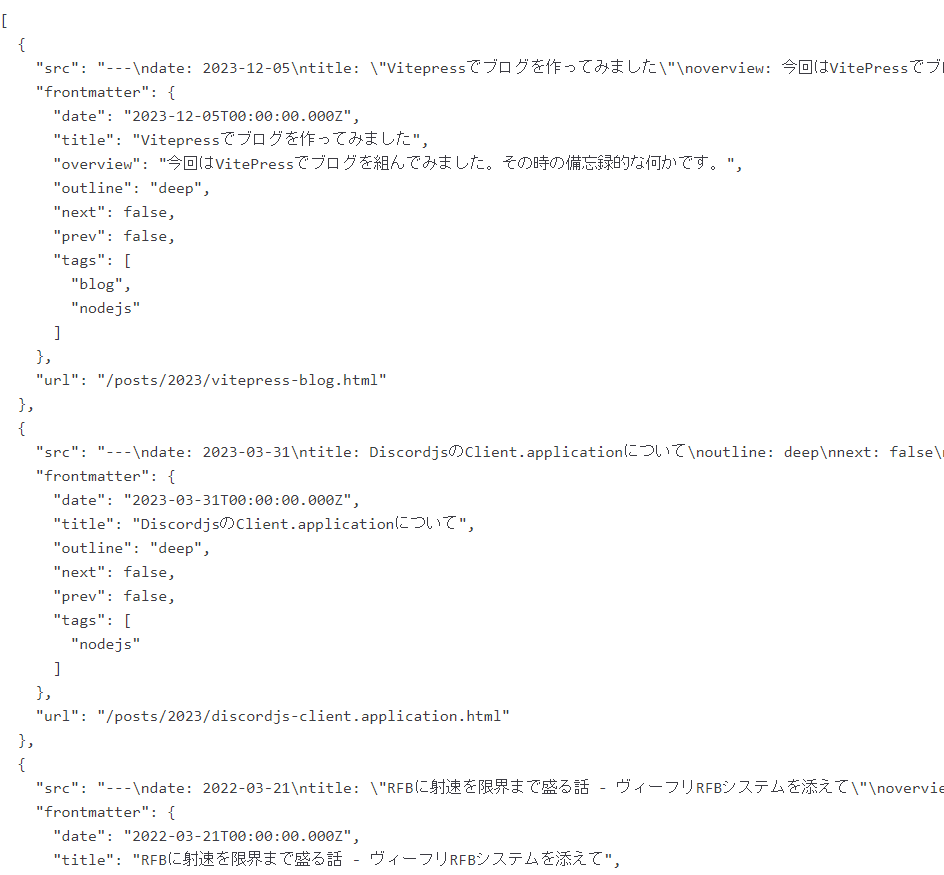 [
  {
    "src": "---\ndate: 2023-12-05\ntitle: \"Vitepressでブログを作ってみました\"\noverview: 今回はVitePressでブ
    "frontmatter": {
      "date": "2023-12-05T00:00:00.000Z",
      "title": "Vitepressでブログを作ってみました",
      "overview": "今回はVitePressでブログを組んでみました。その時の備忘録的な何かです。",
      "outline": "deep",
      "next": false,
      "prev": false,
      "tags": [
        "blog",
        "nodejs"
      ]
    },
    "url": "/posts/2023/vitepress-blog.html"
  },
  {
    "src": "---\ndate: 2023-03-31\ntitle: DiscordjsのClient.applicationについて\noutline: deep\nnext: false\
    "frontmatter": {
      "date": "2023-03-31T00:00:00.000Z",
      "title": "DiscordjsのClient.applicationについて",
      "outline": "deep",
      "next": false,
      "prev": false,
      "tags": [
        "nodejs"
      ]
    },
    "url": "/posts/2023/discordjs-client.application.html"
  },
  {
    "src": "---\ndate: 2022-03-21\ntitle: \"RFBに射速を限界まで盛る話 - ヴィーフリRFBシステムを添えて\"\novervie
    "frontmatter": {
      "date": "2022-03-21T00:00:00.000Z",
      "title": "RFBに射速を限界まで盛る話 - ヴィーフリRFBシステムを添えて",